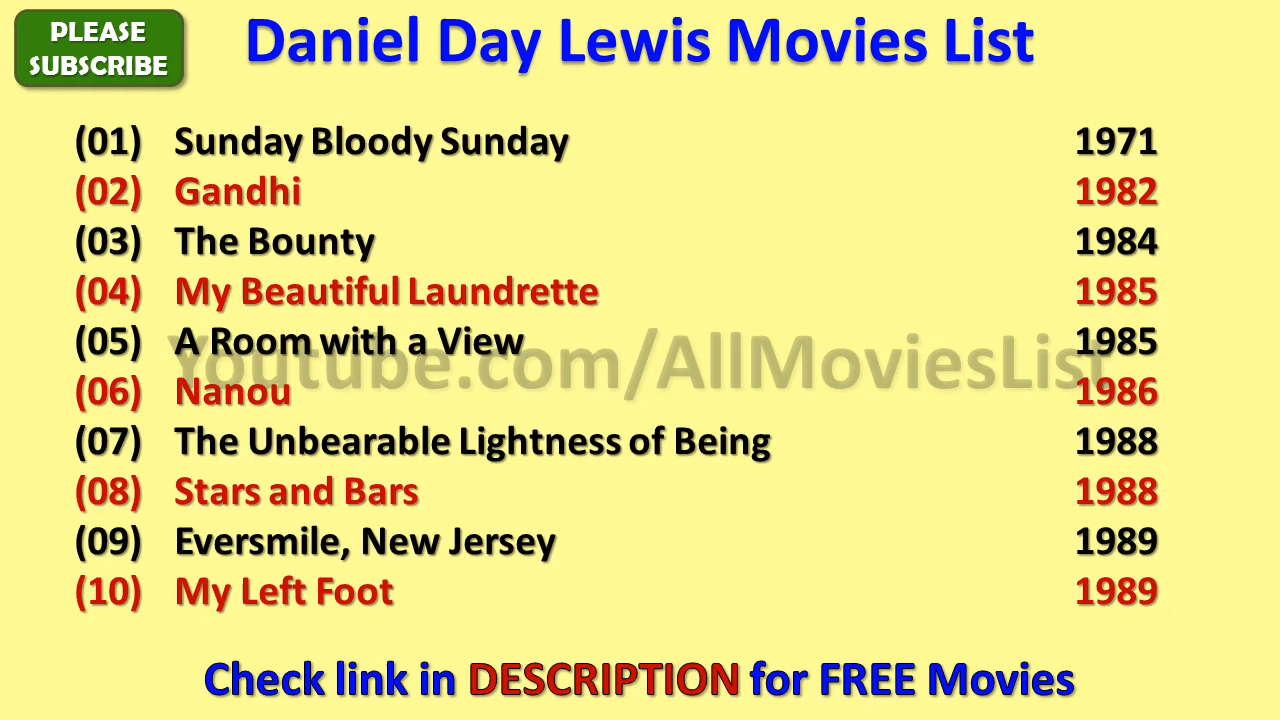 PLEASE
SUBSCRIBE
Daniel Day Lewis Movies List
(01) Sunday Bloody Sunday 1971
(02) Gandhi 1982
(03) The Bounty 1984
(04) My Beautiful Laundrette 1985
(05) A Room with a View 1985
Youtube.com/AllMoviesList
(06) Nanou 1986
(07) The Unbearable Lightness of Being 1988
(08) Stars and Bars 1988
(09) Eversmile, New Jersey 1989
(10) My Left Foot 1989
Check link in DESCRIPTION for FREE Movies